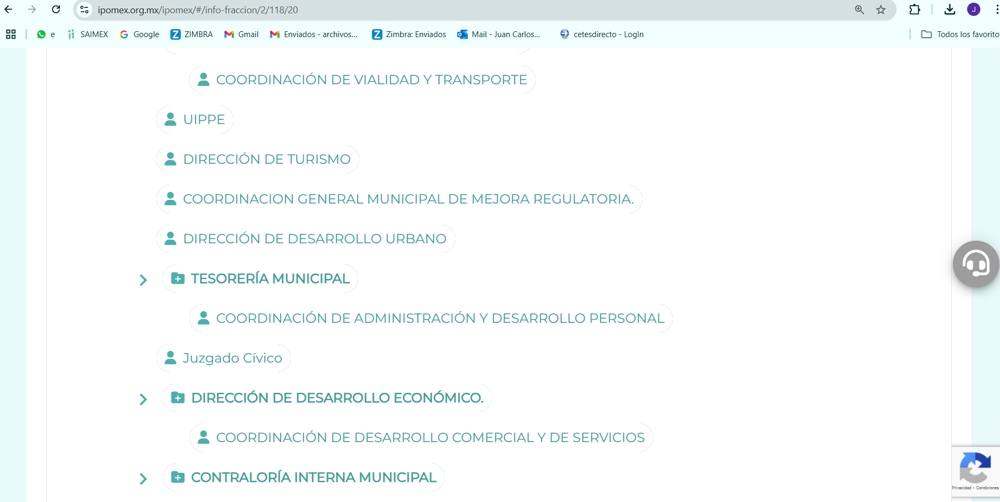 ipomex.org.mx/ipomex/#/info-fraccion/2/118/20
J
e SAIMEX Google ZIMBRA Gmail Enviados - archivos... Zimbra: Enviados Mail - Juan Carlos... cetesdirecto - LogIn Todos los favorito
COORDINACIÓN DE VIALIDAD Y TRANSPORTE
UIPPE
DIRECCIÓN DE TURISMO
COORDINACION GENERAL MUNICIPAL DE MEJORA REGULATORIA.
DIRECCIÓN DE DESARROLLO URBANO
TESORERÍA MUNICIPAL
COORDINACIÓN DE ADMINISTRACIÓN Y DESARROLLO PERSONAL
Juzgado Cívico
DIRECCIÓN DE DESARROLLO ECONÓMICO.
COORDINACIÓN DE DESARROLLO COMERCIAL Y DE SERVICIOS
CONTRALORÍA INTERNA MUNICIPAL
Privacidad - Condiciones